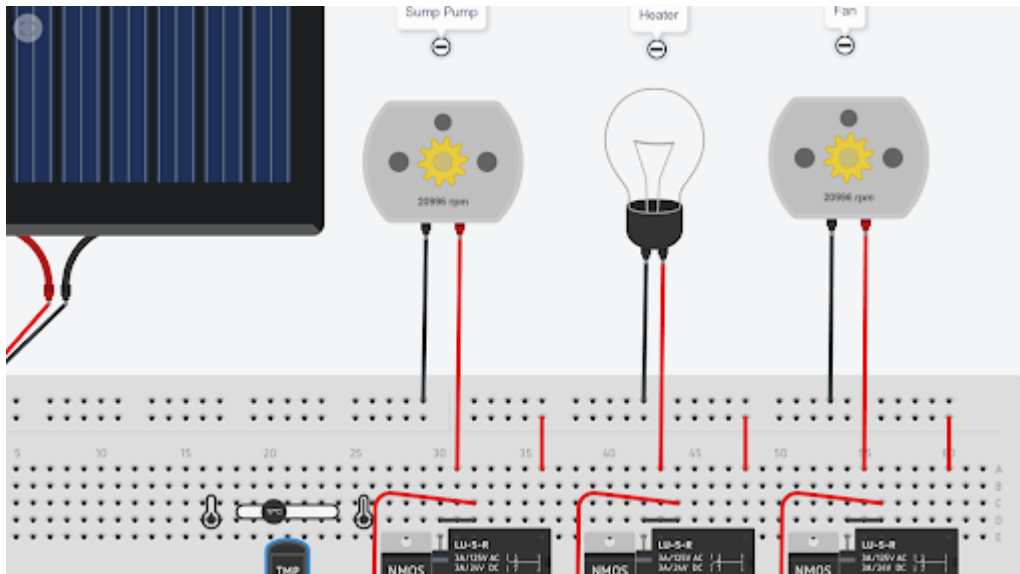 Sump Pump
Heater
Fan
20996 rpm
20996 rpm
5 10 15 20 25 30 35 40 45 50 55 60
A
B
C
D
E
LU-5-R
3A/125V AC
3A/24V DC
NMOS
LU-5-R
3A/125V AC
3A/24V DC
NMOS
LU-5-R
3A/125V AC
3A/24V DC
NMOS
TMP